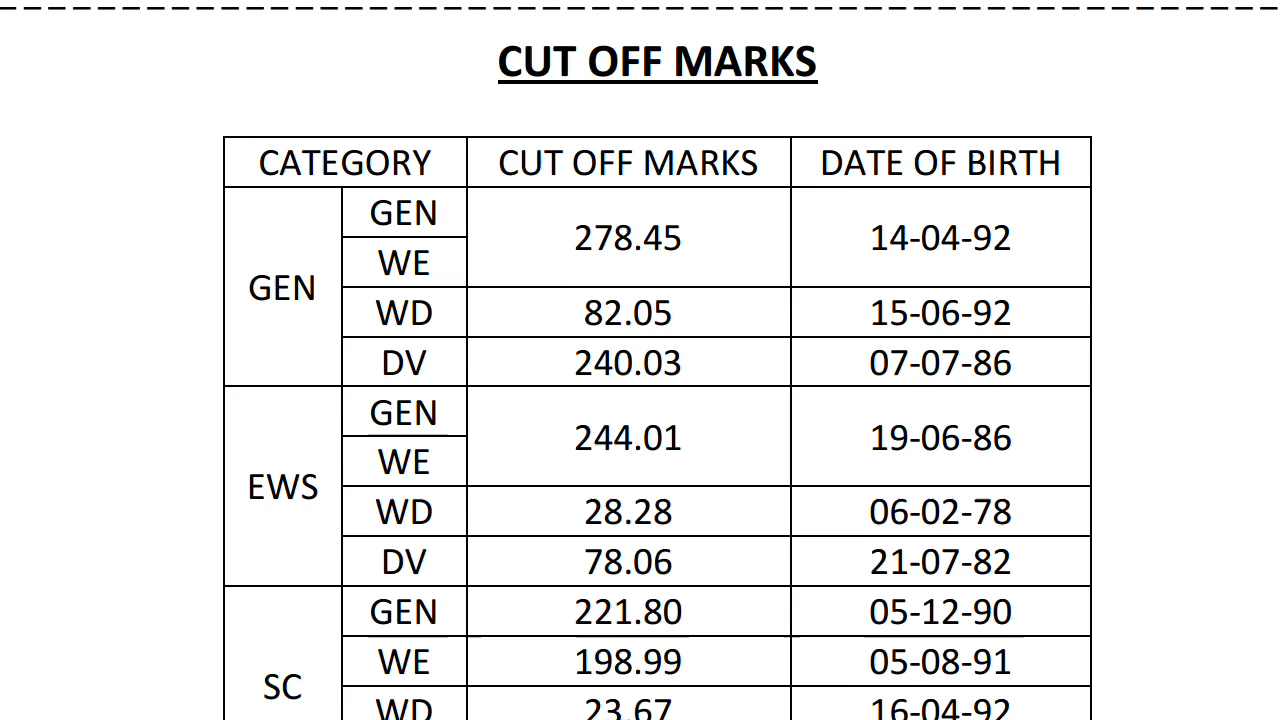 CUT OFF MARKS
CATEGORY CUT OFF MARKS DATE OF BIRTH
GEN GEN 278.45 14-04-92
WE
WD 82.05 15-06-92
DV 240.03 07-07-86
EWS GEN 244.01 19-06-86
WE
WD 28.28 06-02-78
DV 78.06 21-07-82
SC GEN 221.80 05-12-90
WE 198.99 05-08-91
WD 23.67 16-04-92